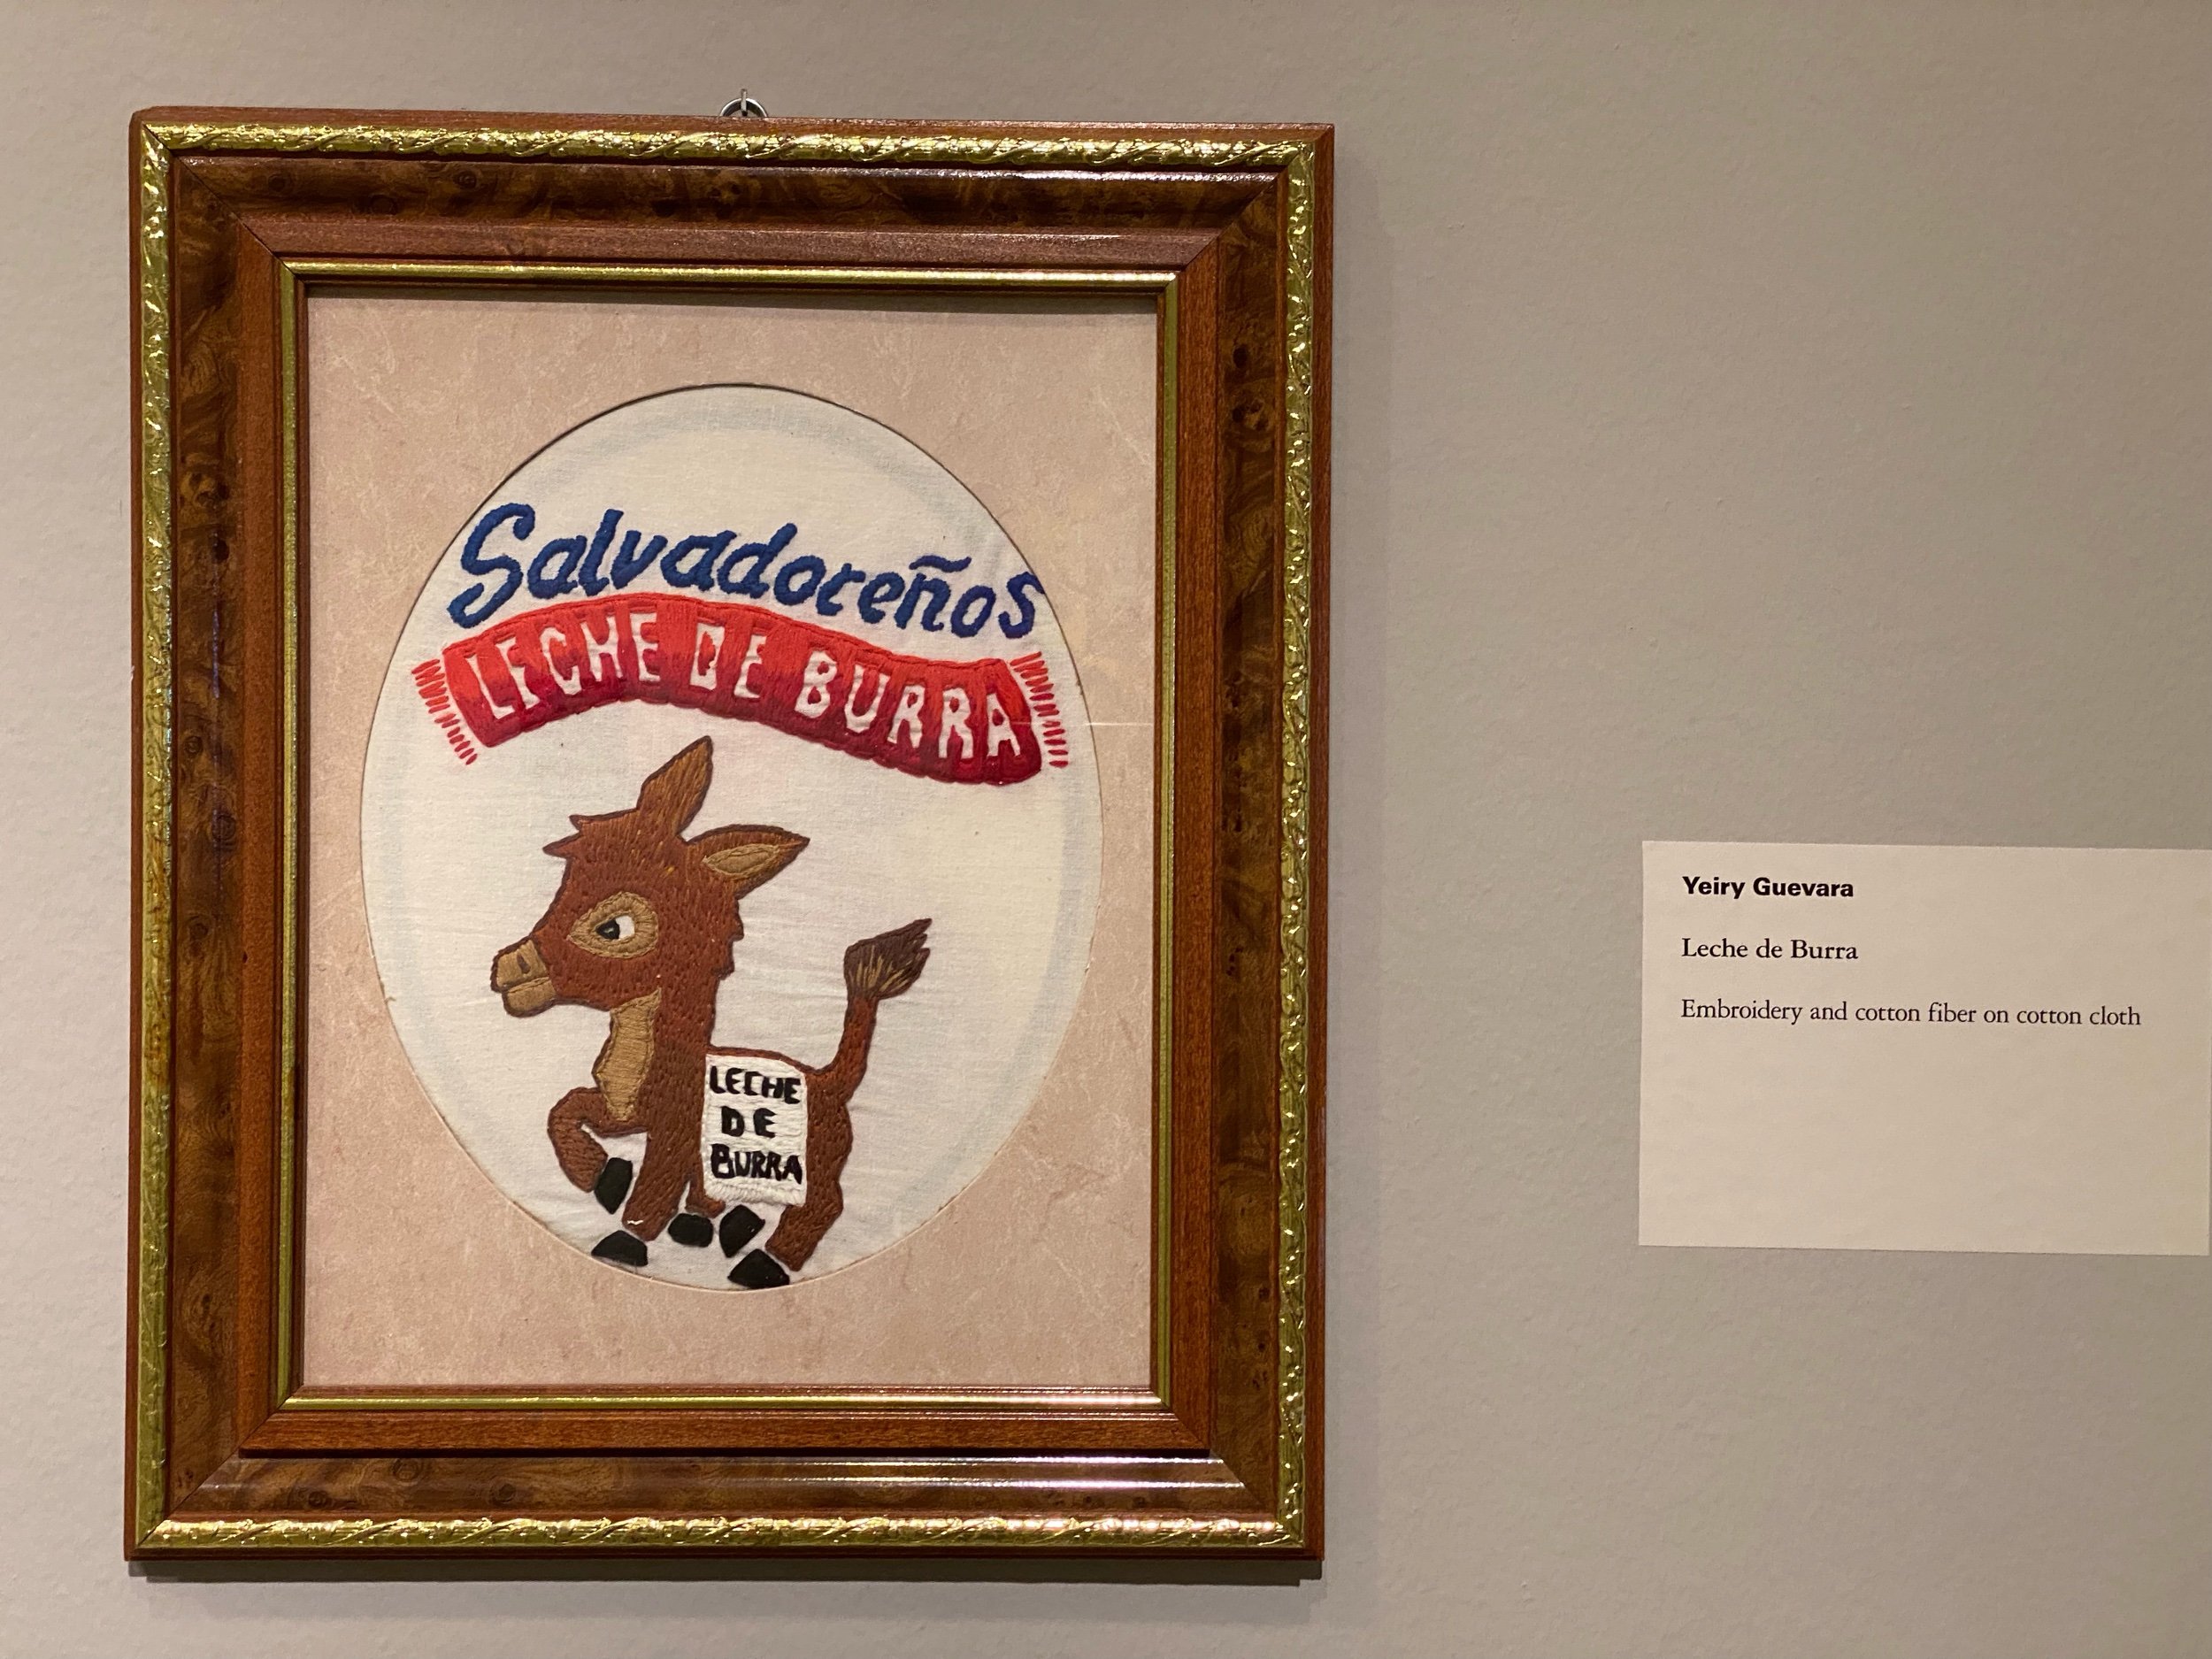 Salvadoreños
LECHE DE BURRA
LECHE
DE
BURRA
Yeiry Guevara
Leche de Burra
Embroidery and cotton fiber on cotton cloth